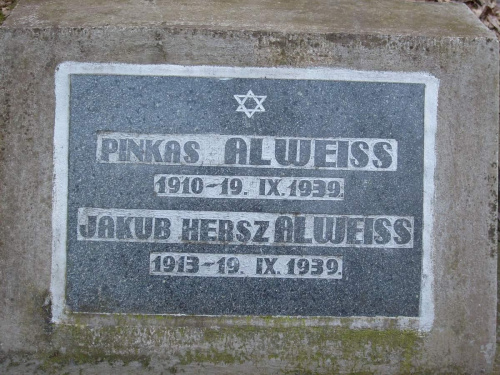 PINKAS ALWEISS
1910-19. IX. 1939.
JAKUB HERSZ ALWEISS
1913-19. IX. 1939.